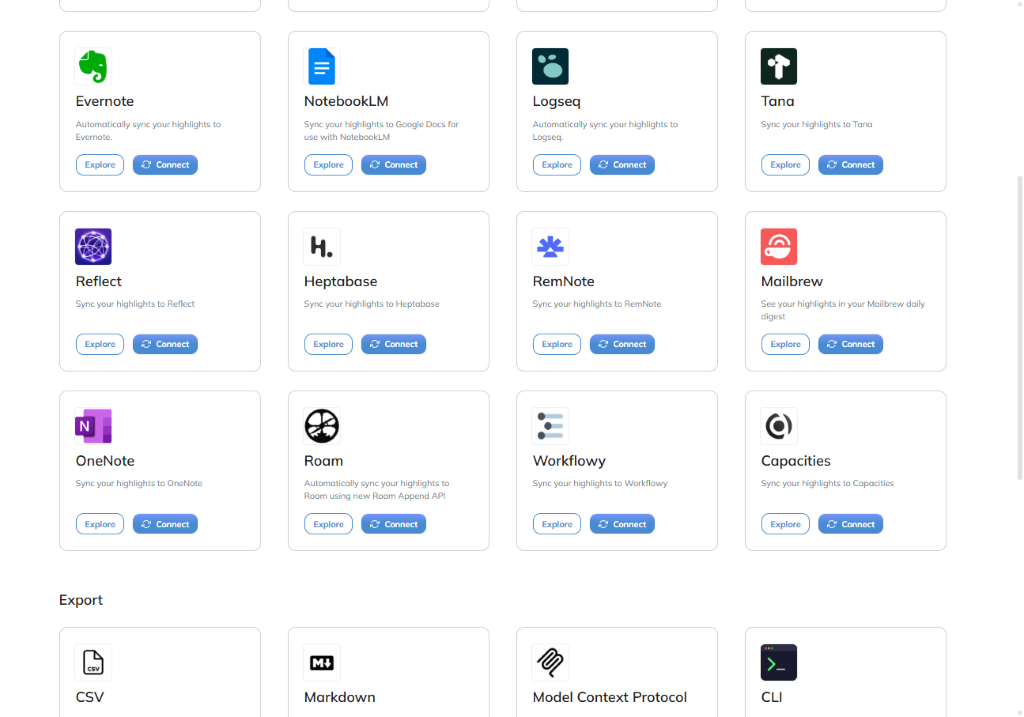 Evernote
Automatically sync your highlights to
Evernote.
Explore
Connect
NotebookLM
Sync your highlights to Google Docs for
use with NotebookLM
Explore
Connect
Logseq
Automatically sync your highlights to
Logseq.
Explore
Connect
Tana
Sync your highlights to Tana
Explore
Connect
Reflect
Sync your highlights to Reflect
Explore
Connect
H.
Heptabase
Sync your highlights to Heptabase
Explore
Connect
RemNote
Sync your highlights to RemNote
Explore
Connect
Mailbrew
See your highlights in your Mailbrew daily
digest
Explore
Connect
N
OneNote
Sync your highlights to OneNote
Explore
Connect
Roam
Automatically sync your highlights to
Roam using new Roam Append API
Explore
Connect
Workflowy
Sync your highlights to Workflowy
Explore
Connect
Capacities
Sync your highlights to Capacities
Explore
Connect
Export
CSV
CSV
M
Markdown
Model Context Protocol
>_
CLI